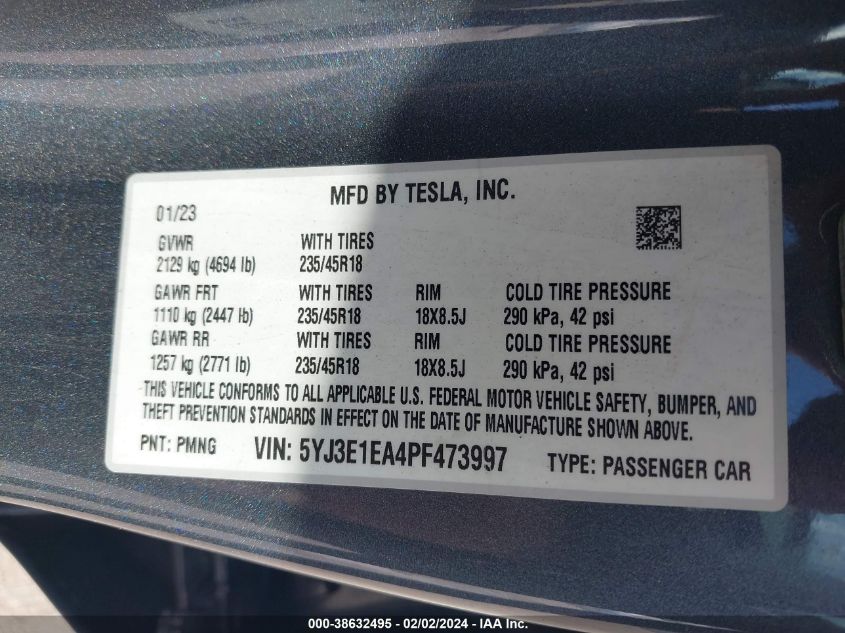 MFD BY TESLA, INC.
01/23
GVWR WITH TIRES
2129 kg (4694 lb) 235/45R18
GAWR FRT WITH TIRES RIM COLD TIRE PRESSURE
1110 kg (2447 lb) 235/45R18 18X8.5J 290 kPa, 42 psi
GAWR RR WITH TIRES RIM COLD TIRE PRESSURE
1257 kg (2771 lb) 235/45R18 18X8.5J 290 kPa, 42 psi
THIS VEHICLE CONFORMS TO ALL APPLICABLE U.S. FEDERAL MOTOR VEHICLE SAFETY, BUMPER, AND
THEFT PREVENTION STANDARDS IN EFFECT ON THE DATE OF MANUFACTURE SHOWN ABOVE.
PNT: PMNG VIN: 5YJ3E1EA4PF473997 TYPE: PASSENGER CAR
000-38632495 - 02/02/2024 - IAA Inc.